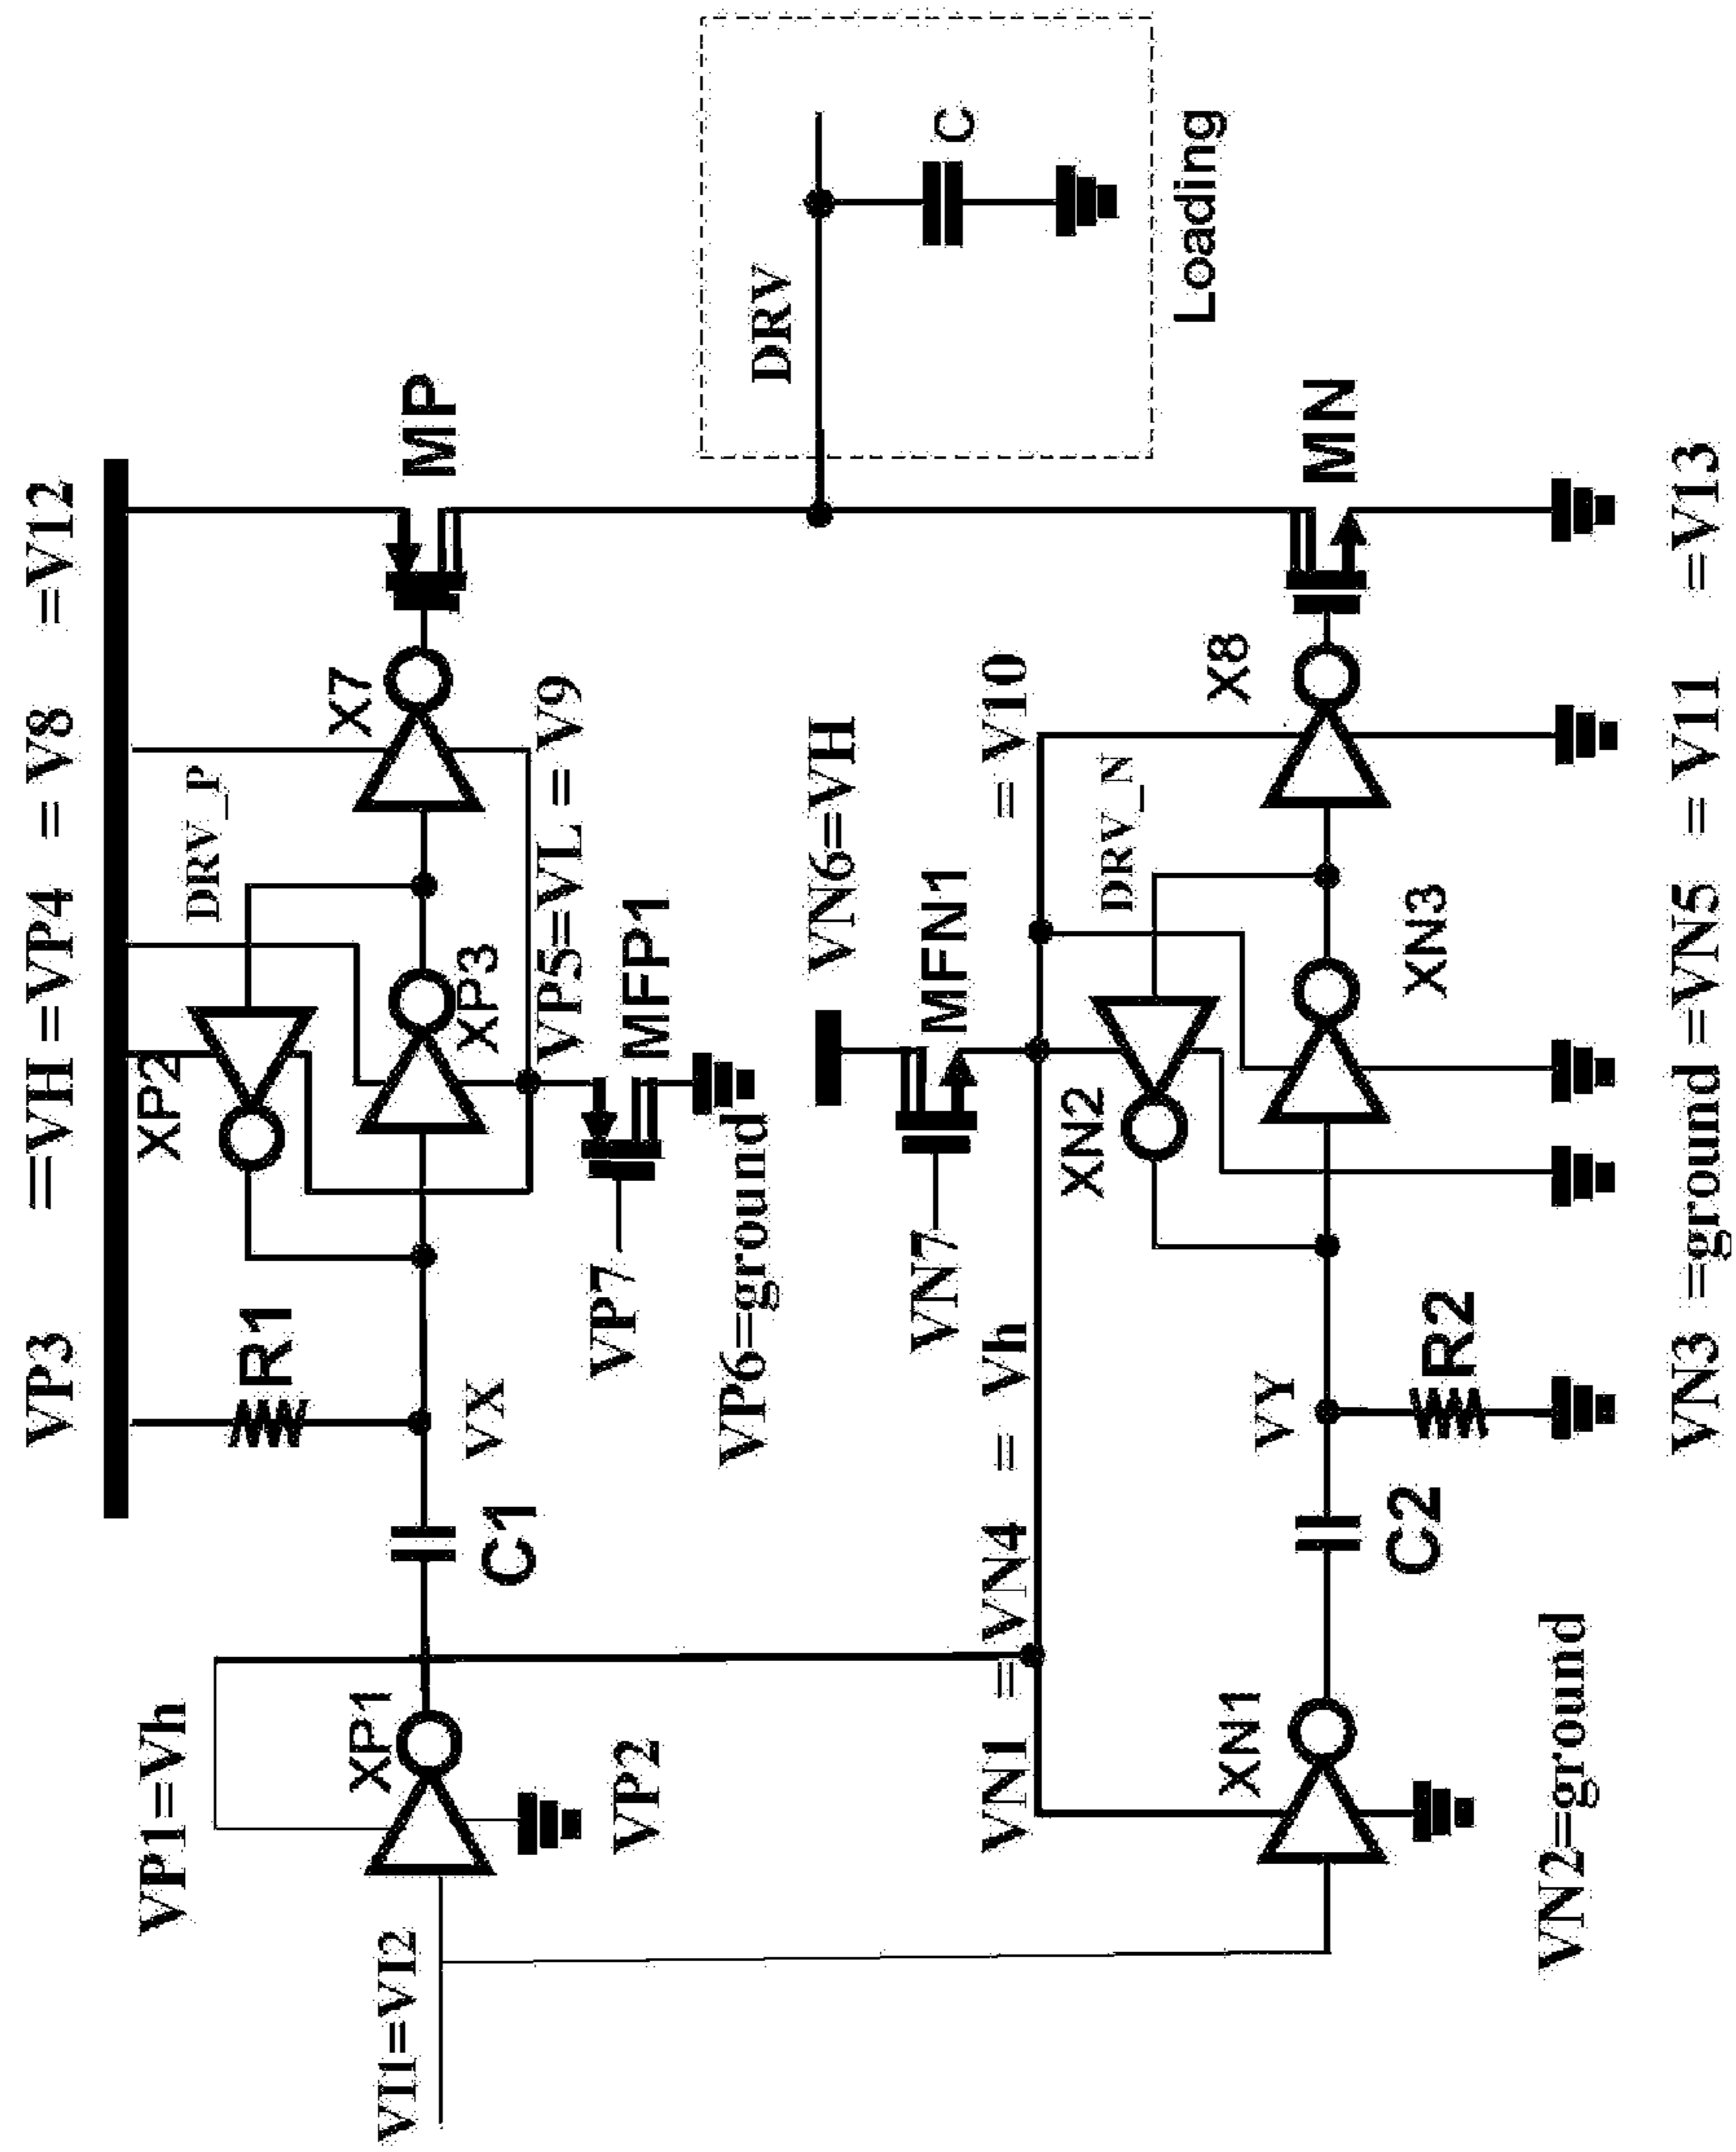 VP3 =VH =VP4 = V8 =V12
VP1=Vh
XP1
VI1=VI2
VP2
C1
R1
VX
XP2
DRV_P
XP3
X7
MP
VP5=VL = V9
MFP1
VP7
VP6=ground
DRV
C
Loading
VN6=VH
MFN1
VN7
VN1 =VN4 = Vh = V10
XN2
DRV_N
XN3
X8
MN
XN1
VN2=ground
C2
VY
R2
VN3 =ground =VN5 = V11 =V13